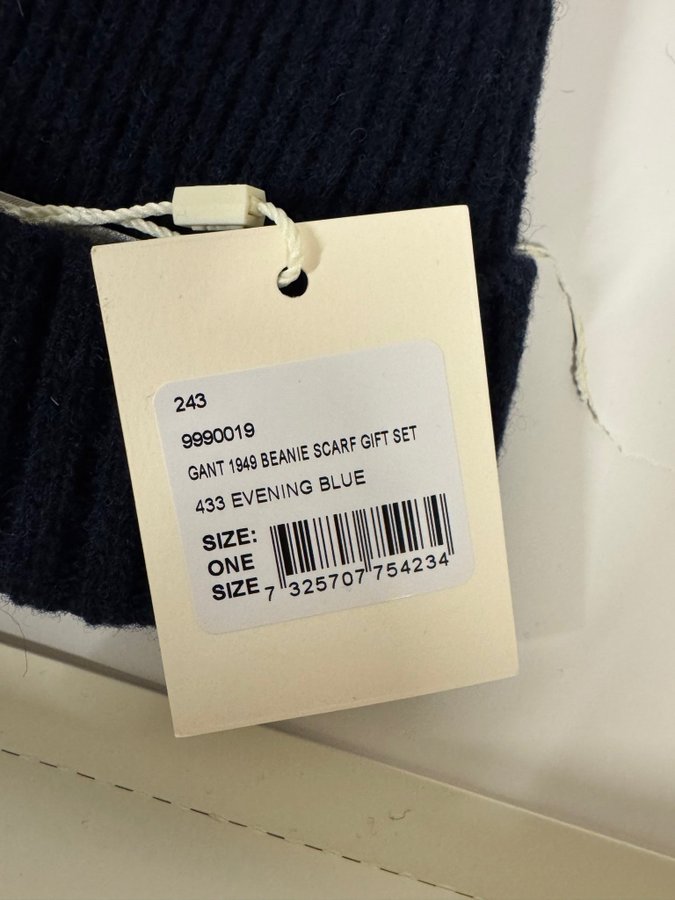 243
9990019
GANT 1949 BEANIE SCARF GIFT SET
433 EVENING BLUE
SIZE:
ONE
SIZE
7 325707 754234